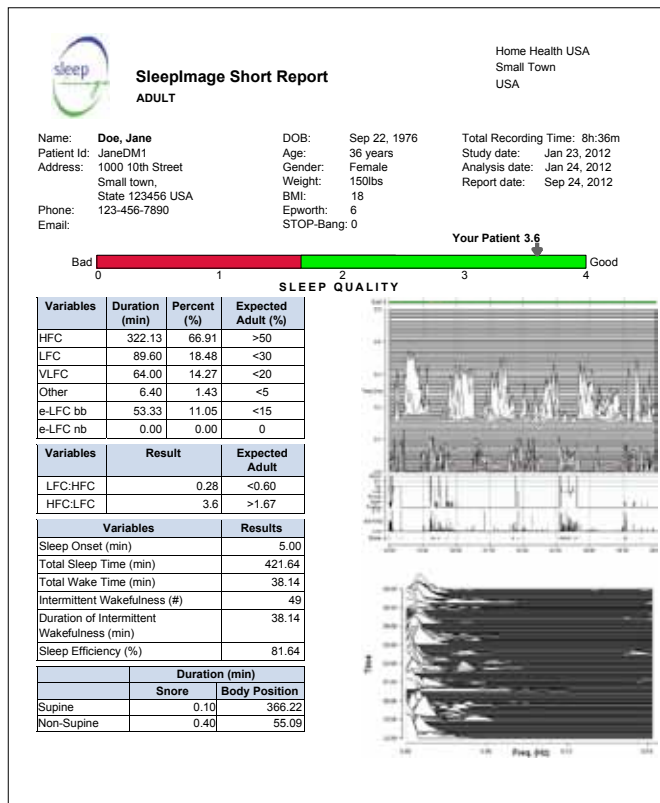 sleep
SleepImage Short Report
ADULT
Home Health USA
Small Town
USA
Name: Doe, Jane
Patient Id: JaneDM1
Address: 1000 10th Street
Small town,
State 123456 USA
Phone: 123-456-7890
Email:
DOB: Sep 22, 1976
Age: 36 years
Gender: Female
Weight: 150lbs
BMI: 18
Epworth: 6
STOP-Bang: 0
Total Recording Time: 8h:36m
Study date: Jan 23, 2012
Analysis date: Jan 24, 2012
Report date: Sep 24, 2012
Your Patient 3.6
Bad Good
0 1 2 3 4
SLEEP QUALITY
Variables Duration (min) Percent (%) Expected Adult (%)
HFC 322.13 66.91 >50
LFC 89.60 18.48 <30
VLFC 64.00 14.27 <20
Other 6.40 1.43 <5
e-LFC bb 53.33 11.05 <15
e-LFC nb 0.00 0.00 0
Variables Result Expected Adult
LFC:HFC 0.28 <0.60
HFC:LFC 3.6 >1.67
Variables Results
Sleep Onset (min) 5.00
Total Sleep Time (min) 421.64
Total Wake Time (min) 38.14
Intermittent Wakefulness (#) 49
Duration of Intermittent Wakefulness (min) 38.14
Sleep Efficiency (%) 81.64
Duration (min)
Snore Body Position
Supine 0.10 366.22
Non-Supine 0.40 55.09
Time
Freq. (Hz)